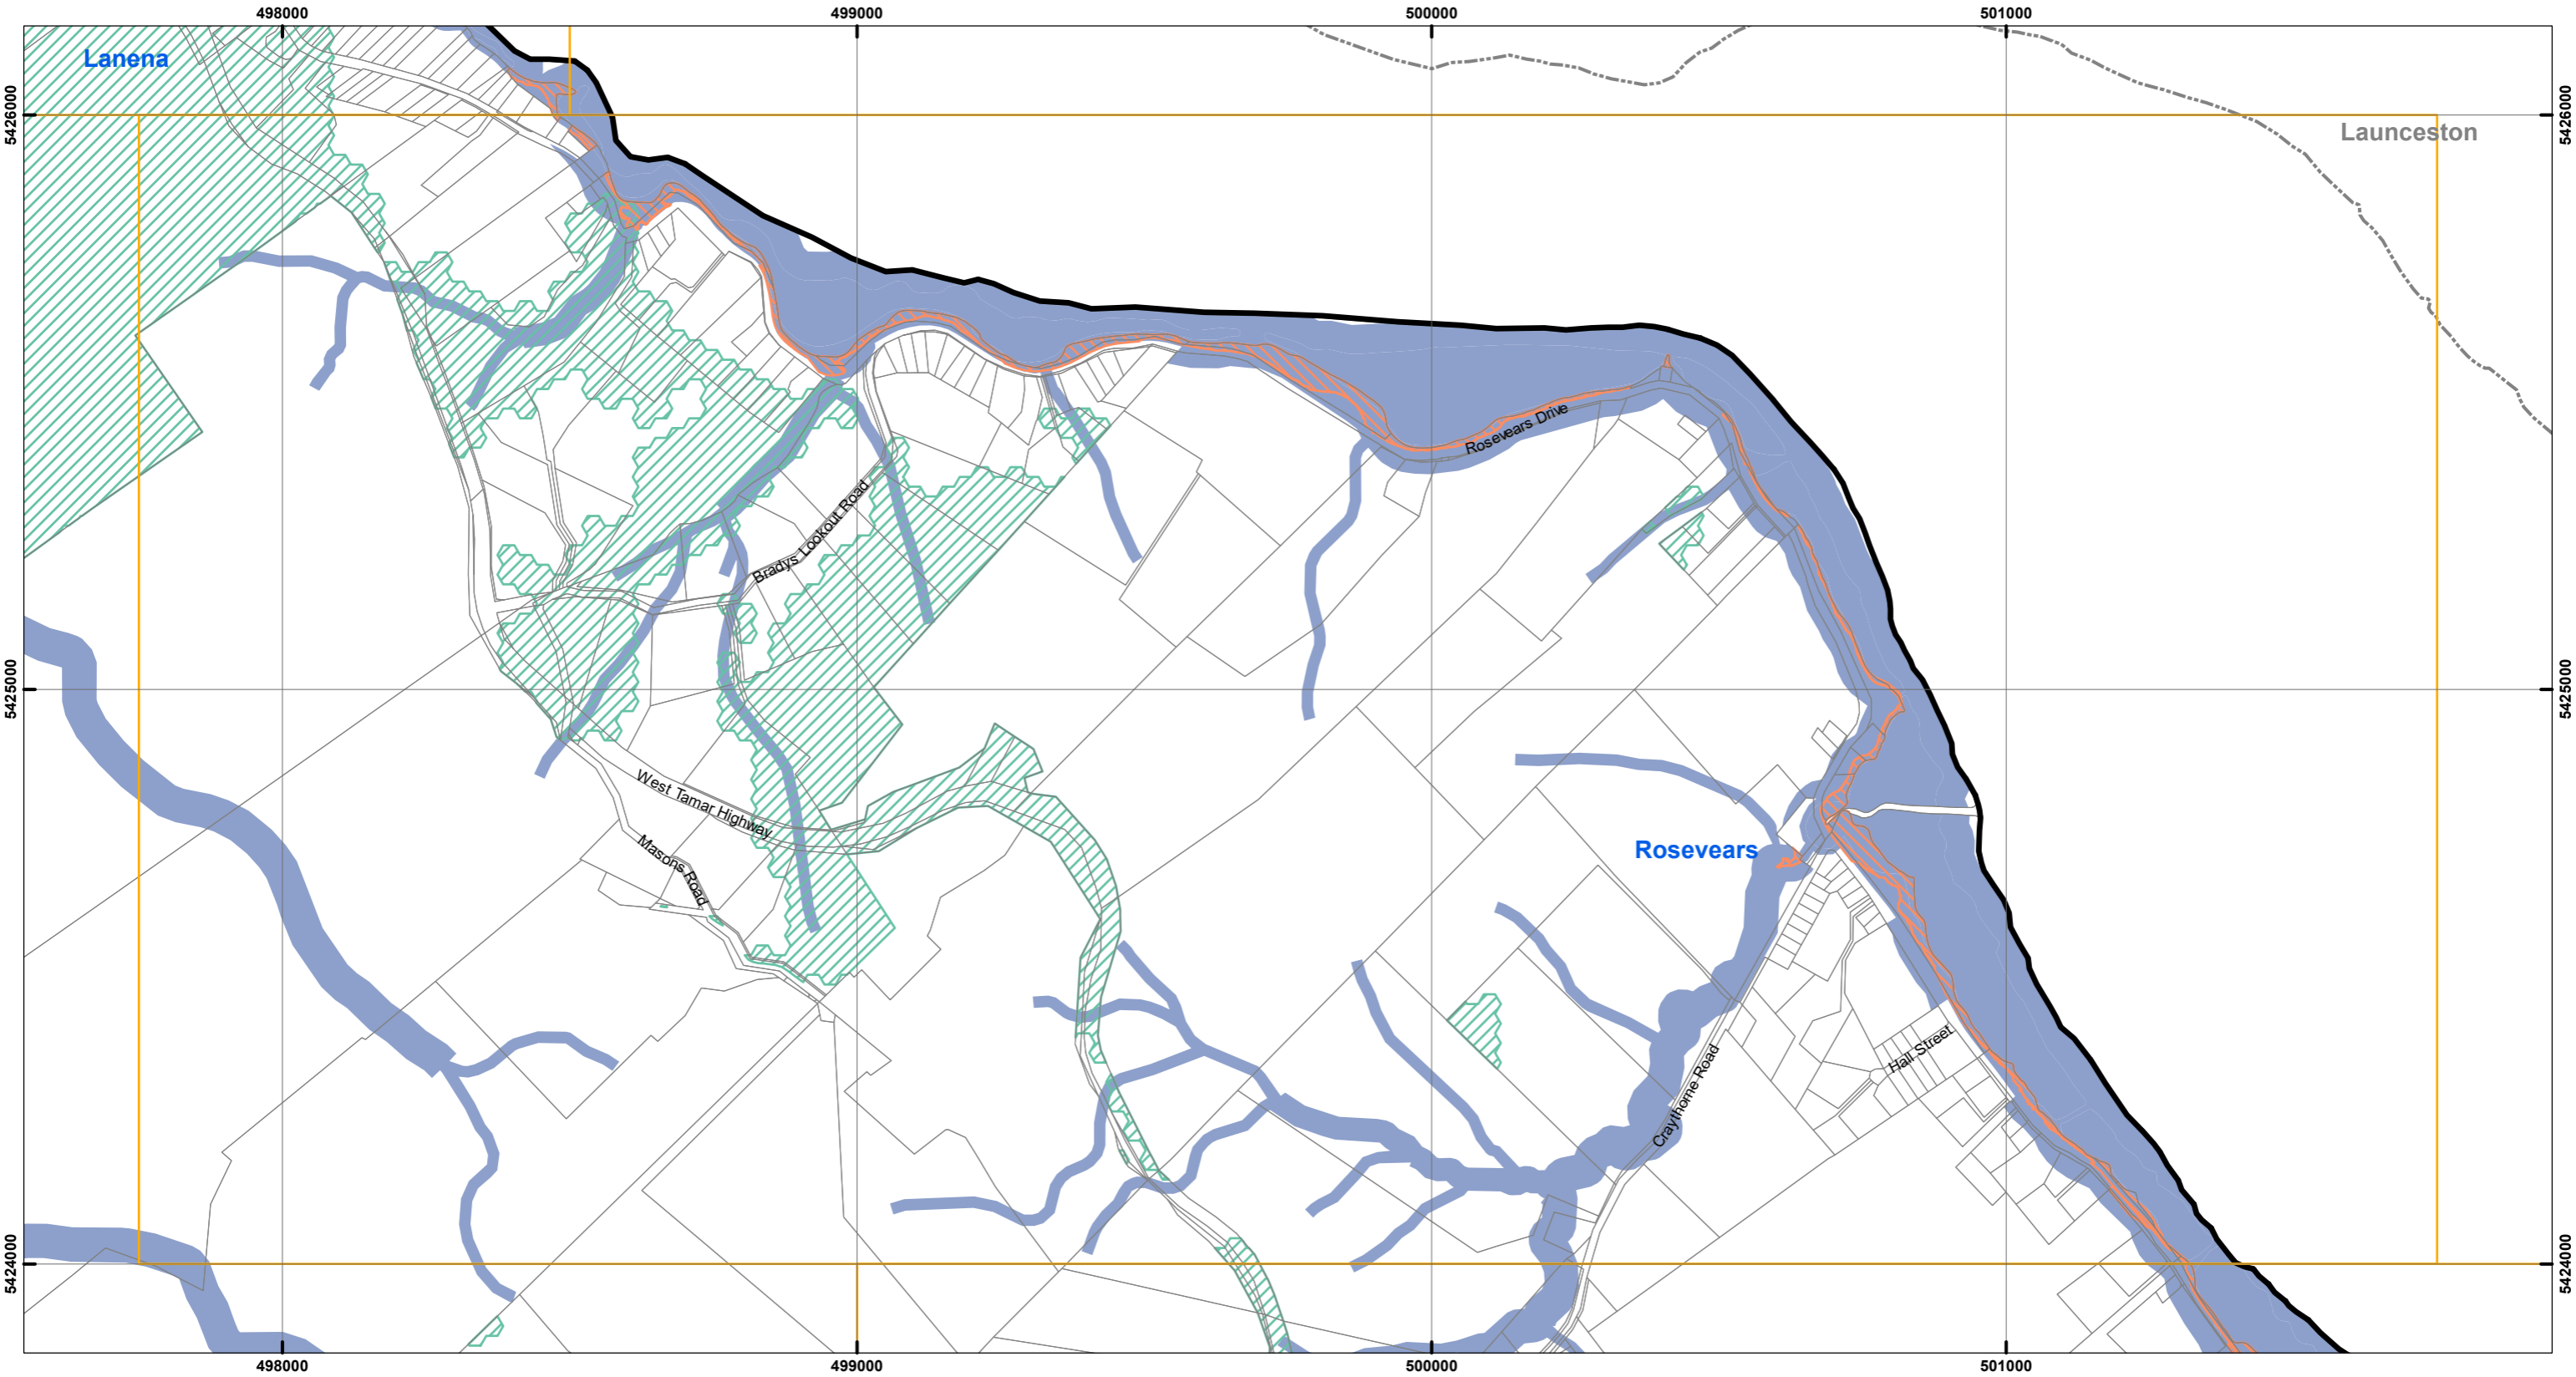 498000
499000
500000
501000
Lanena
5426000
5426000
Launceston
Rosevears Drive
Bradys Lookout Road
5425000
5425000
West Tamar Highway
Masons Road
Rosevears
Hall Street
Craythorne Road
5424000
5424000
498000
499000
500000
501000